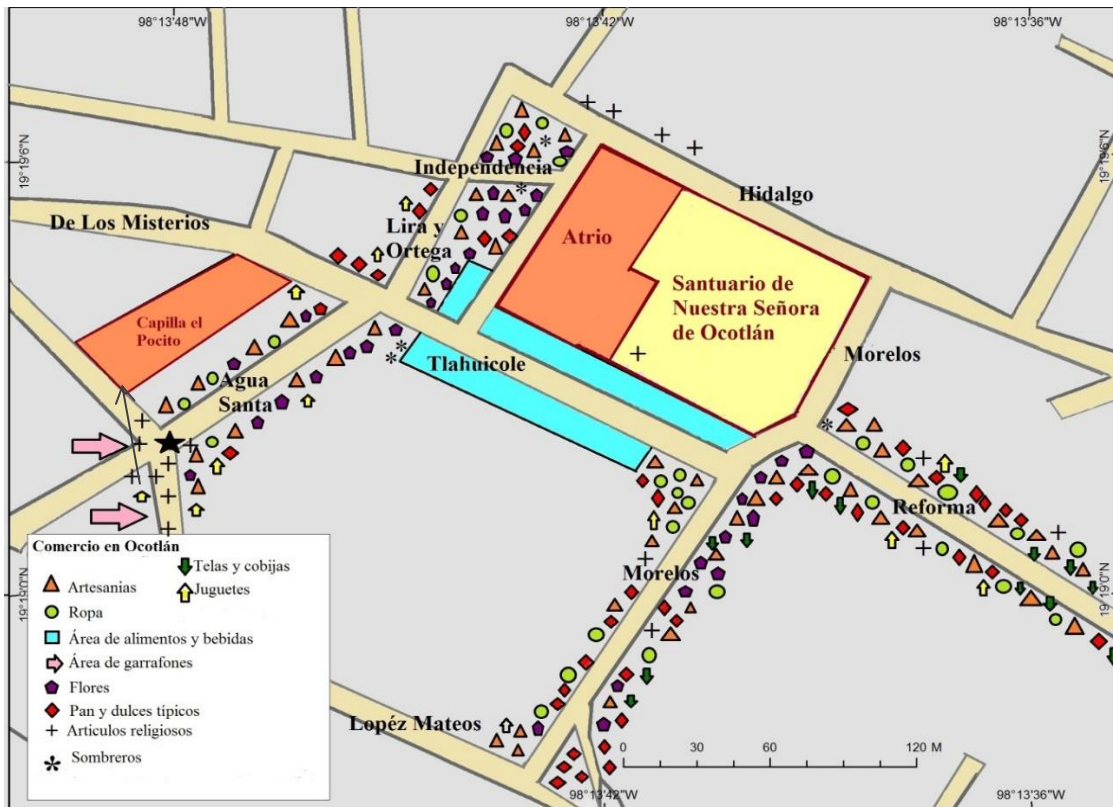 98°13'48"W
98°13'42"W
98°13'36"W
19°19'6"N
19°19'6"N
Independencia
Hidalgo
De Los Misterios
Lira y
Ortega
Atrio
Santuario de
Nuestra Señora
de Ocotlán
Capilla el
Pocito
Tlahuicole
Morelos
Agua
Santa
Reforma
Morelos
19°19'0"N
19°19'0"N
Comercio en Ocotlán
Artesanias
Ropa
Área de alimentos y bebidas
Área de garrafones
Flores
Pan y dulces típicos
Articulos religiosos
Sombreros
Telas y cobijas
Juguetes
Lopéz Mateos
0 30 60 120 M
98°13'42"W
98°13'36"W